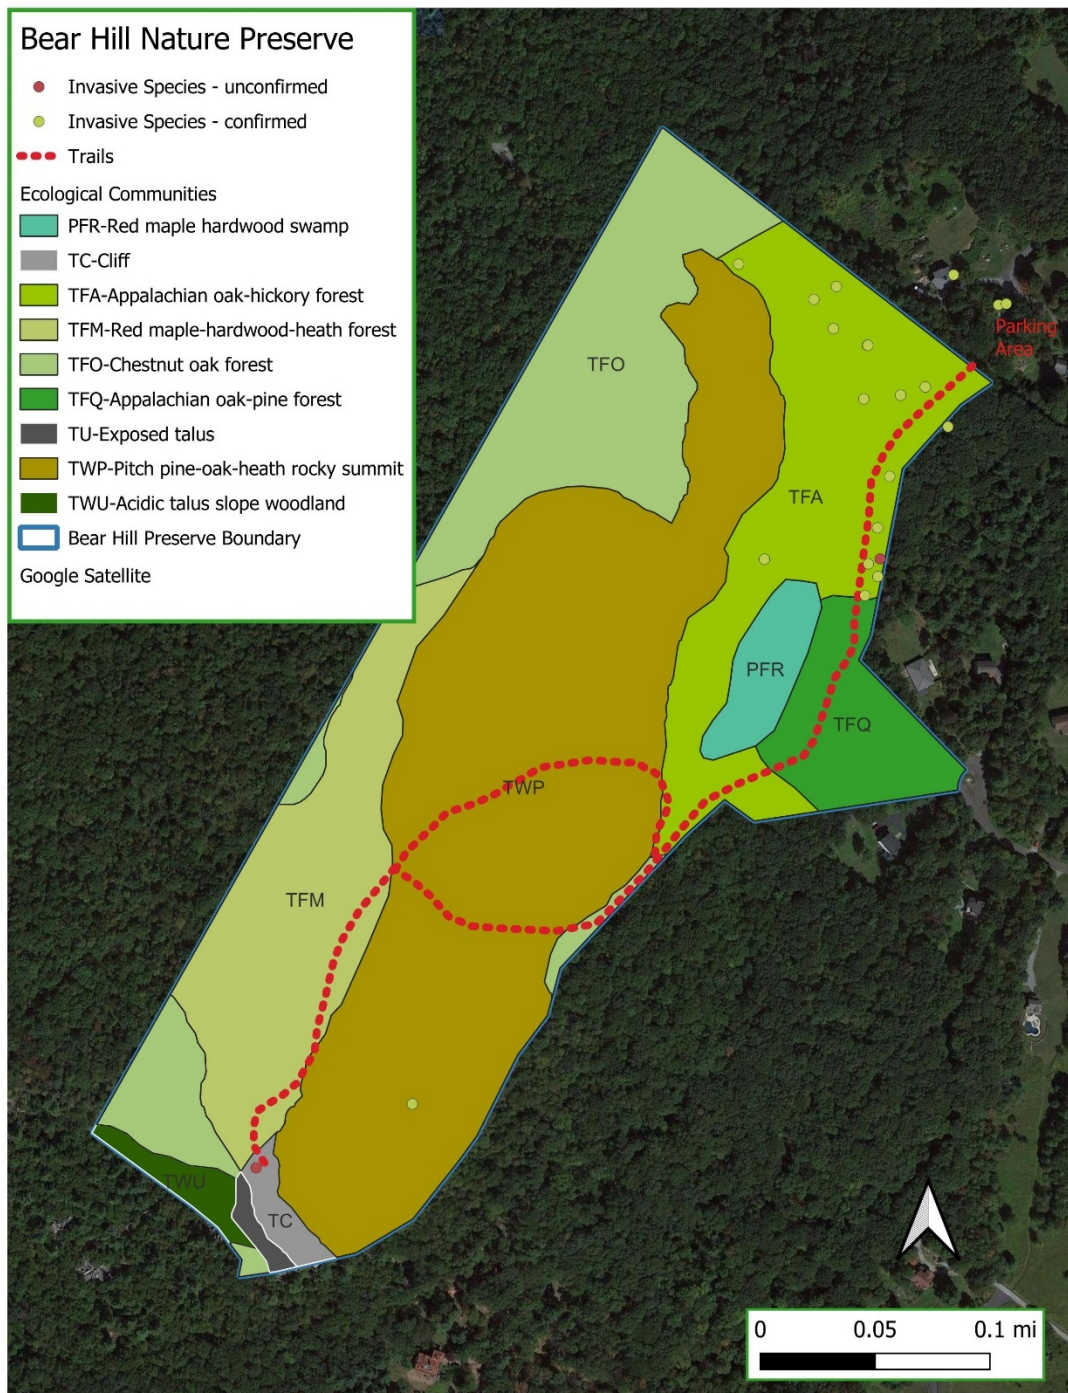 Bear Hill Nature Preserve
Invasive Species - unconfirmed
Invasive Species - confirmed
Trails
Ecological Communities
PFR-Red maple hardwood swamp
TC-Cliff
TFA-Appalachian oak-hickory forest
TFM-Red maple-hardwood-heath forest
TFO-Chestnut oak forest
TFQ-Appalachian oak-pine forest
TU-Exposed talus
TWP-Pitch pine-oak-heath rocky summit
TWU-Acidic talus slope woodland
Bear Hill Preserve Boundary
Google Satellite
Parking
Area
TFO
TFA
PFR
TFQ
TWP
TFM
TWU
TC
0 0.05 0.1 mi